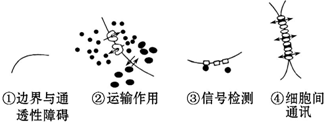 ①边界与通
透性障碍
②运输作用
③信号检测
④细胞间
通讯